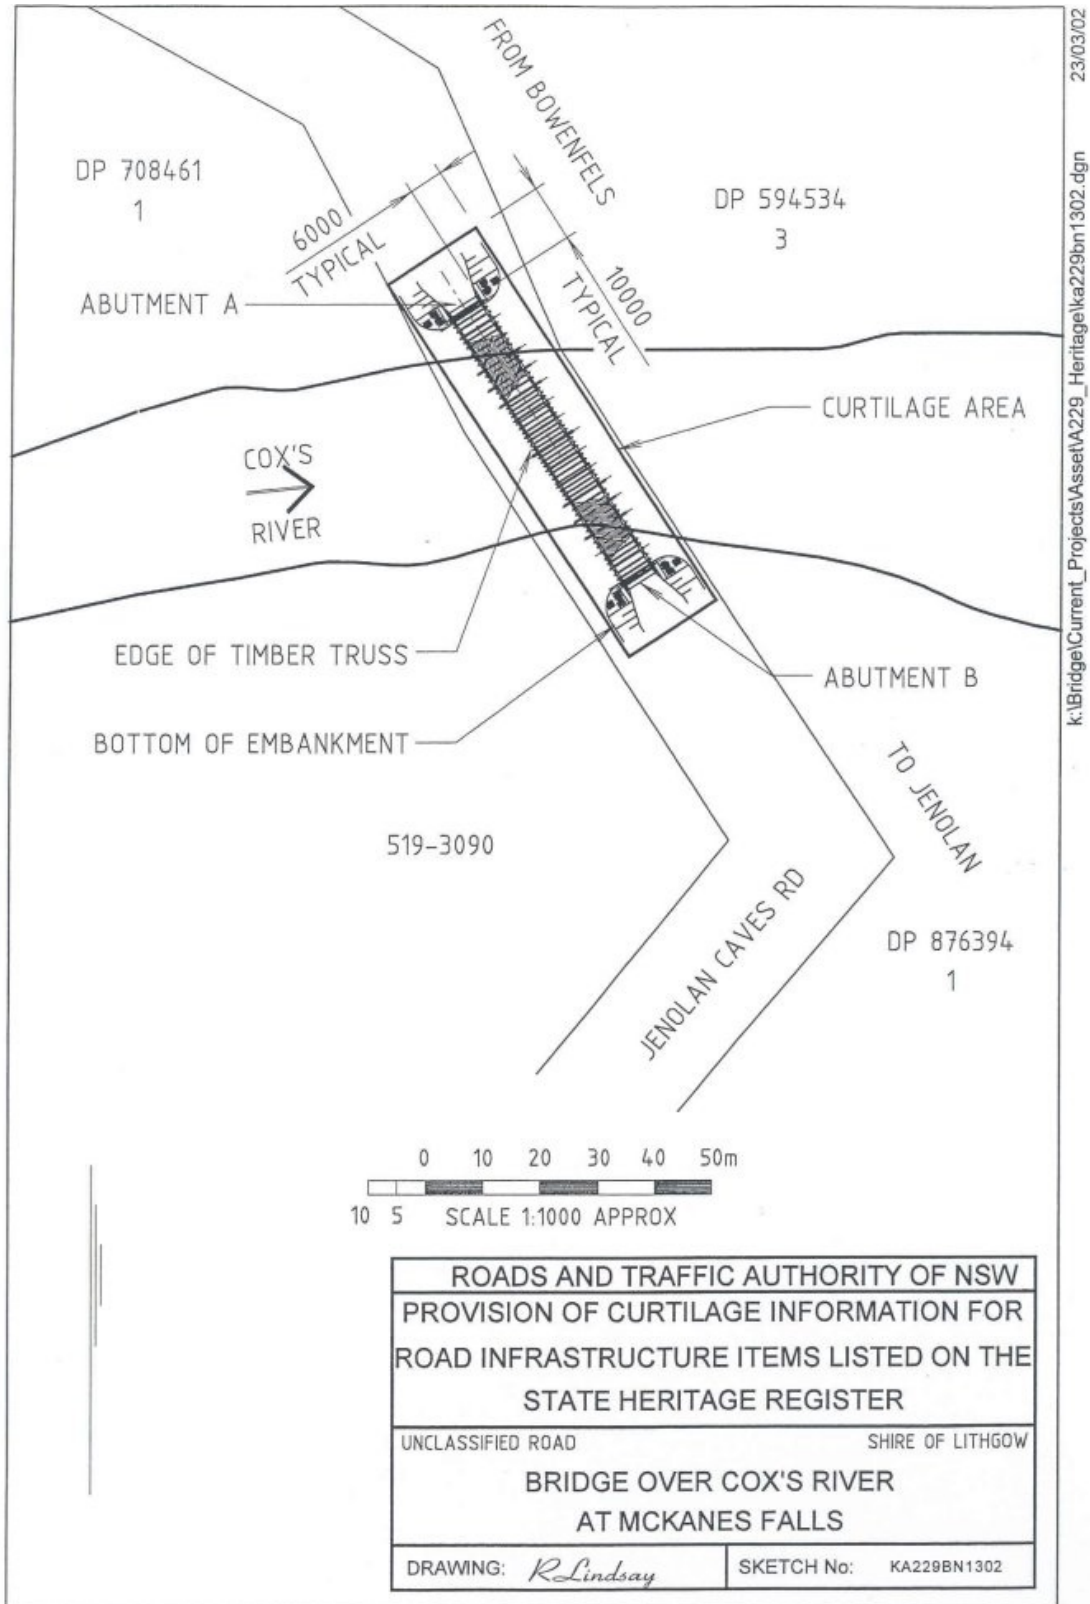 23/03/02
k:\Bridge\Current_Projects\Asset\A229_Heritage\ka229bn1302.dgn
FROM BOWENFELS
DP 708461
1
DP 594534
3
6000
TYPICAL
10000
TYPICAL
ABUTMENT A
CURTILAGE AREA
COX'S
RIVER
EDGE OF TIMBER TRUSS
ABUTMENT B
BOTTOM OF EMBANKMENT
TO JENOLAN
519-3090
JENOLAN CAVES RD
DP 876394
1
0 10 20 30 40 50m
10 5 SCALE 1:1000 APPROX
ROADS AND TRAFFIC AUTHORITY OF NSW
PROVISION OF CURTILAGE INFORMATION FOR
ROAD INFRASTRUCTURE ITEMS LISTED ON THE
STATE HERITAGE REGISTER
UNCLASSIFIED ROAD SHIRE OF LITHGOW
BRIDGE OVER COX'S RIVER
AT MCKANES FALLS
DRAWING: R Lindsay SKETCH No: KA229BN1302